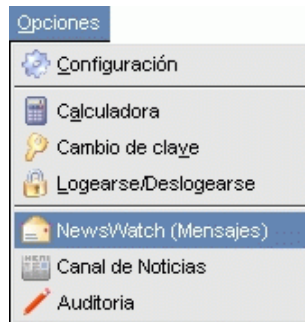 Opciones
Configuración
Calculadora
Cambio de clave
Logearse/Deslogearse
NewsWatch (Mensajes)
Canal de Noticias
Auditoria